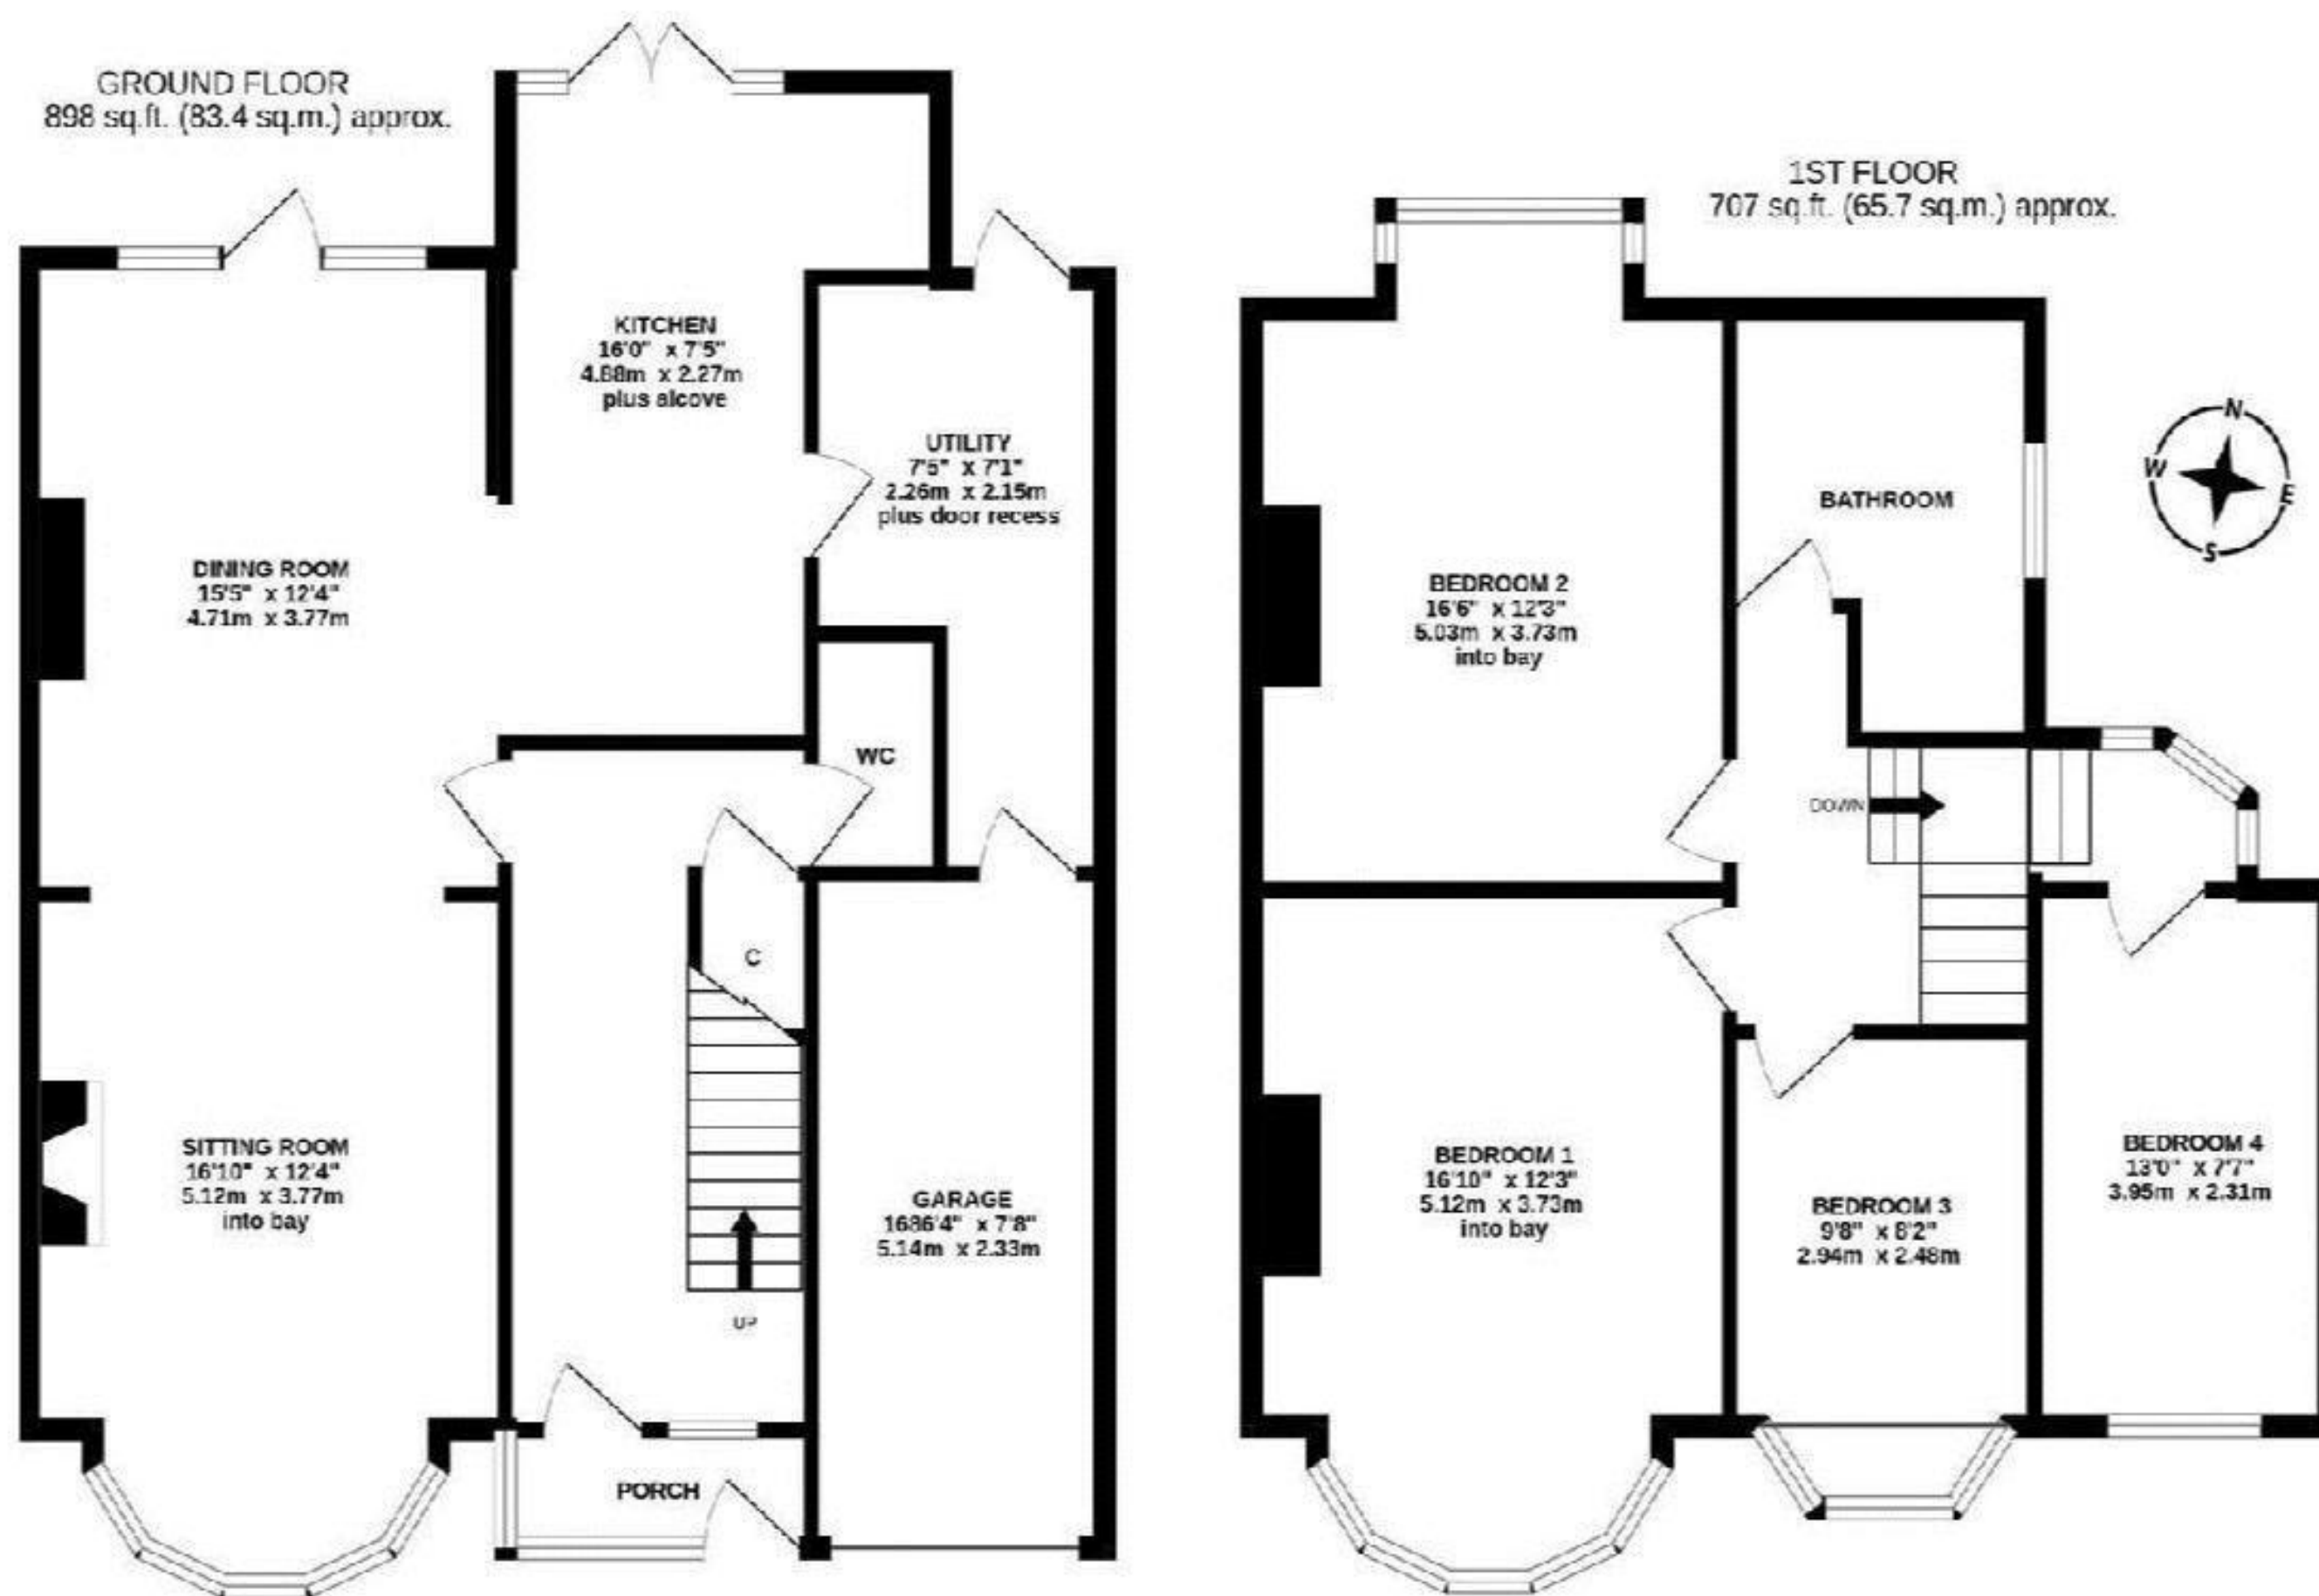 GROUND FLOOR
898 sq.ft. (83.4 sq.m.) approx.
KITCHEN
16'0" x 7'5"
4.88m x 2.27m
plus alcove
UTILITY
7'5" x 7'1"
2.26m x 2.15m
plus door recess
DINING ROOM
15'5" x 12'4"
4.71m x 3.77m
WC
C
SITTING ROOM
16'10" x 12'4"
5.12m x 3.77m
into bay
GARAGE
1686'4" x 7'8"
5.14m x 2.33m
UP
PORCH
1ST FLOOR
707 sq.ft. (65.7 sq.m.) approx.
N
W
E
S
BATHROOM
BEDROOM 2
16'6" x 12'3"
5.03m x 3.73m
into bay
DOWN
BEDROOM 1
16'10" x 12'3"
5.12m x 3.73m
into bay
BEDROOM 3
9'8" x 8'2"
2.94m x 2.48m
BEDROOM 4
13'0" x 7'7"
3.95m x 2.31m